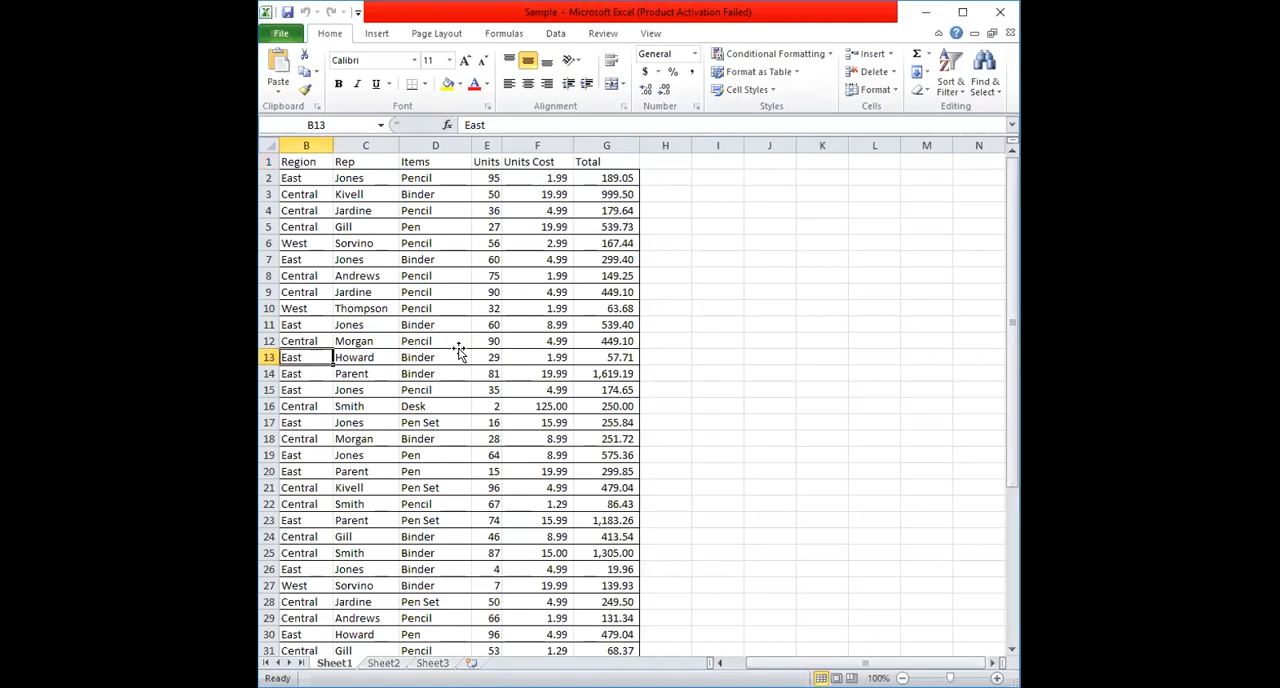 Sample - Microsoft Excel (Product Activation Failed)
File Home Insert Page Layout Formulas Data Review View
Paste
Calibri 11
General
$ % ,
Conditional Formatting
Format as Table
Cell Styles
Insert
Delete
Format
Σ
Sort & Filter
Find & Select
Clipboard Font Alignment Number Styles Cells Editing
B13 fx East
B C D E F G H I J K L M N
1 Region Rep Items Units Units Cost Total
2 East Jones Pencil 95 1.99 189.05
3 Central Kivell Binder 50 19.99 999.50
4 Central Jardine Pencil 36 4.99 179.64
5 Central Gill Pen 27 19.99 539.73
6 West Sorvino Pencil 56 2.99 167.44
7 East Jones Binder 60 4.99 299.40
8 Central Andrews Pencil 75 1.99 149.25
9 Central Jardine Pencil 90 4.99 449.10
10 West Thompson Pencil 32 1.99 63.68
11 East Jones Binder 60 8.99 539.40
12 Central Morgan Pencil 90 4.99 449.10
13 East Howard Binder 29 1.99 57.71
14 East Parent Binder 81 19.99 1,619.19
15 East Jones Pencil 35 4.99 174.65
16 Central Smith Desk 2 125.00 250.00
17 East Jones Pen Set 16 15.99 255.84
18 Central Morgan Binder 28 8.99 251.72
19 East Jones Pen 64 8.99 575.36
20 East Parent Pen 15 19.99 299.85
21 Central Kivell Pen Set 96 4.99 479.04
22 Central Smith Pencil 67 1.29 86.43
23 East Parent Pen Set 74 15.99 1,183.26
24 Central Gill Binder 46 8.99 413.54
25 Central Smith Binder 87 15.00 1,305.00
26 East Jones Binder 4 4.99 19.96
27 West Sorvino Binder 7 19.99 139.93
28 Central Jardine Pen Set 50 4.99 249.50
29 Central Andrews Pencil 66 1.99 131.34
30 East Howard Pen 96 4.99 479.04
31 Central Gill Pencil 53 1.29 68.37
Sheet1 Sheet2 Sheet3
Ready 100%